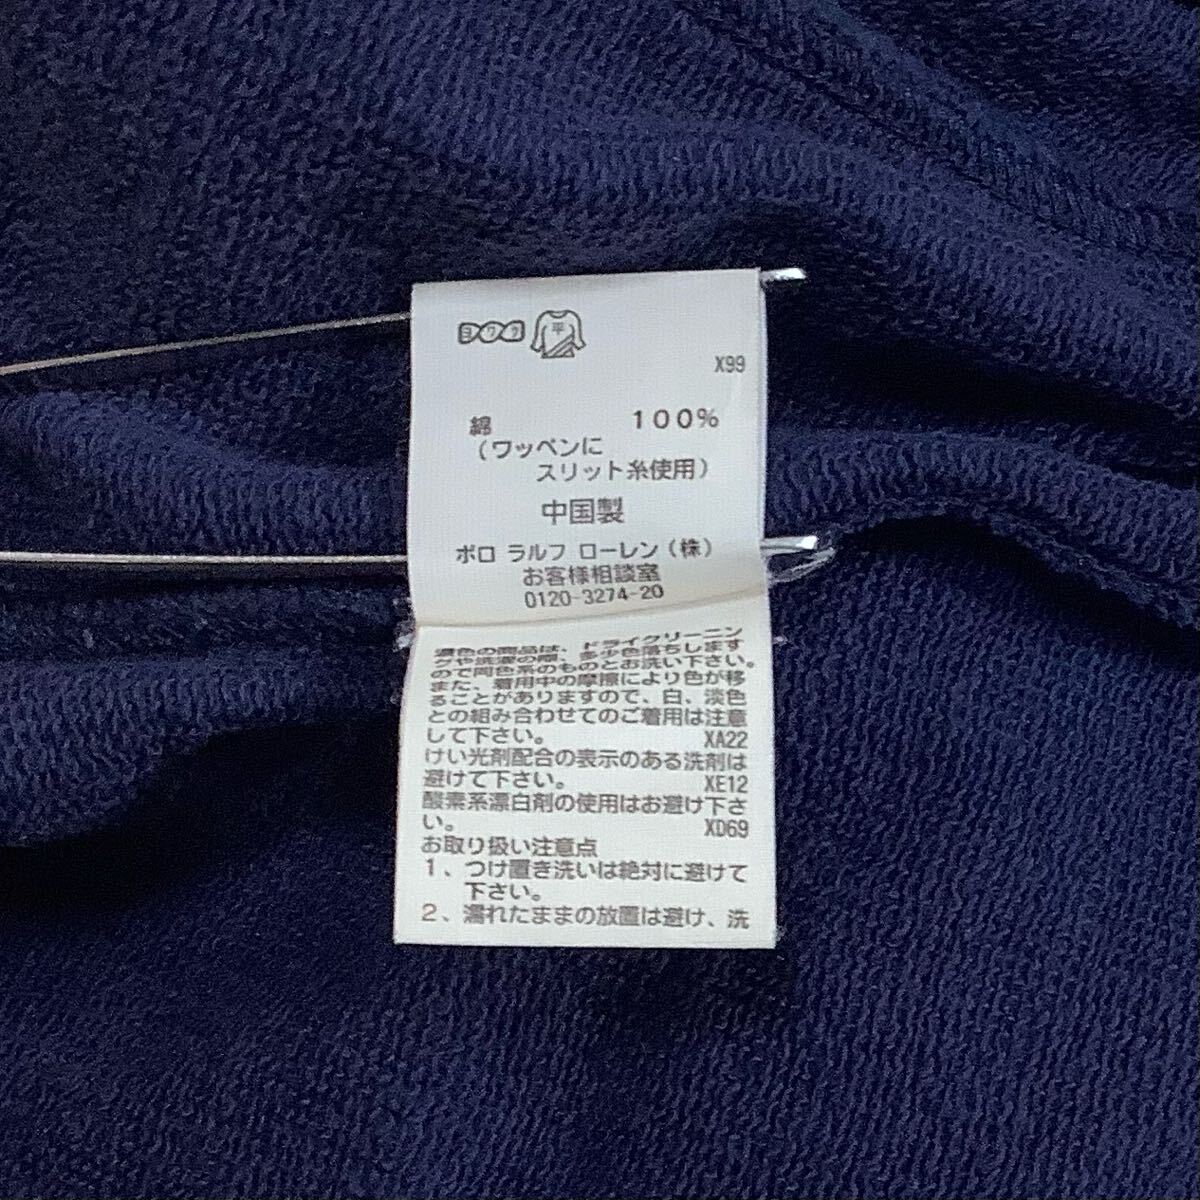 ヨワク 平
X99
綿 100%
(ワッペンに
スリット糸使用)
中国製
ポロ ラルフ ローレン(株)
お客様相談室
0120-3274-20
濃色の商品は、ドライクリーニン
グや洗濯の際、多少色落ちします
ので同色系のものとお洗い下さい。
また、着用中の摩擦により色が移
ることがありますので、白、淡色
との組み合わせてのご着用は注意
して下さい。 XA22
けい光剤配合の表示のある洗剤は
避けて下さい。 XE12
酸素系漂白剤の使用はお避け下さ
い。 XD69
お取り扱い注意点
1、つけ置き洗いは絶対に避けて
下さい。
2、濡れたままの放置は避け、洗